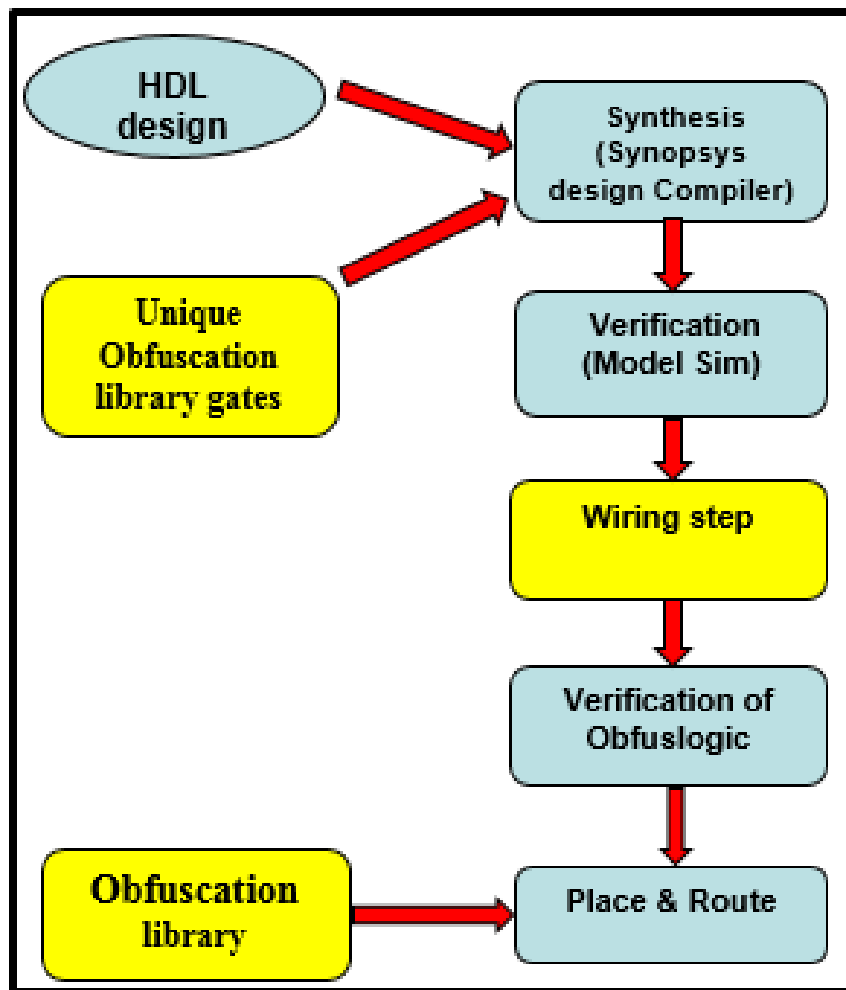 HDL
design
Synthesis
(Synopsys
design Compiler)
Unique
Obfuscation
library gates
Verification
(Model Sim)
Wiring step
Verification of
Obfuslogic
Obfuscation
library
Place & Route